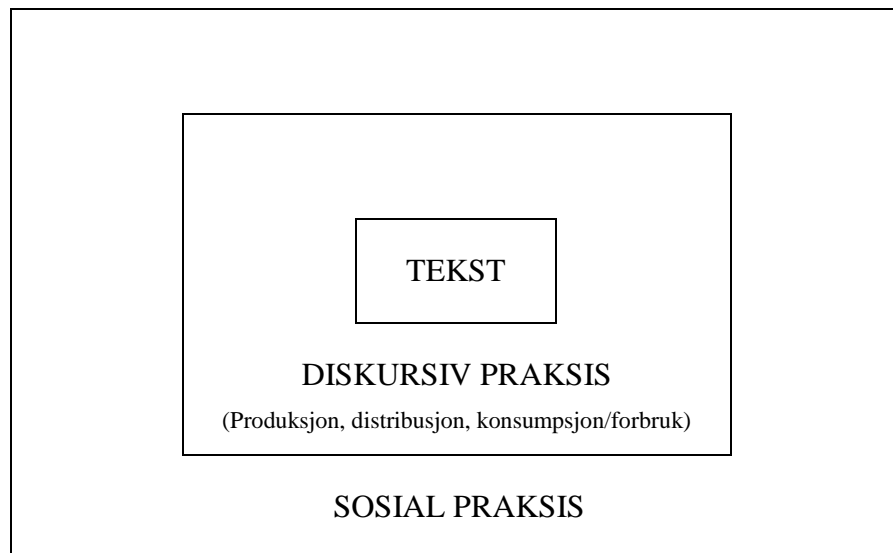 TEKST
DISKURSIV PRAKSIS
(Produksjon, distribusjon, konsumpsjon/forbruk)
SOSIAL PRAKSIS